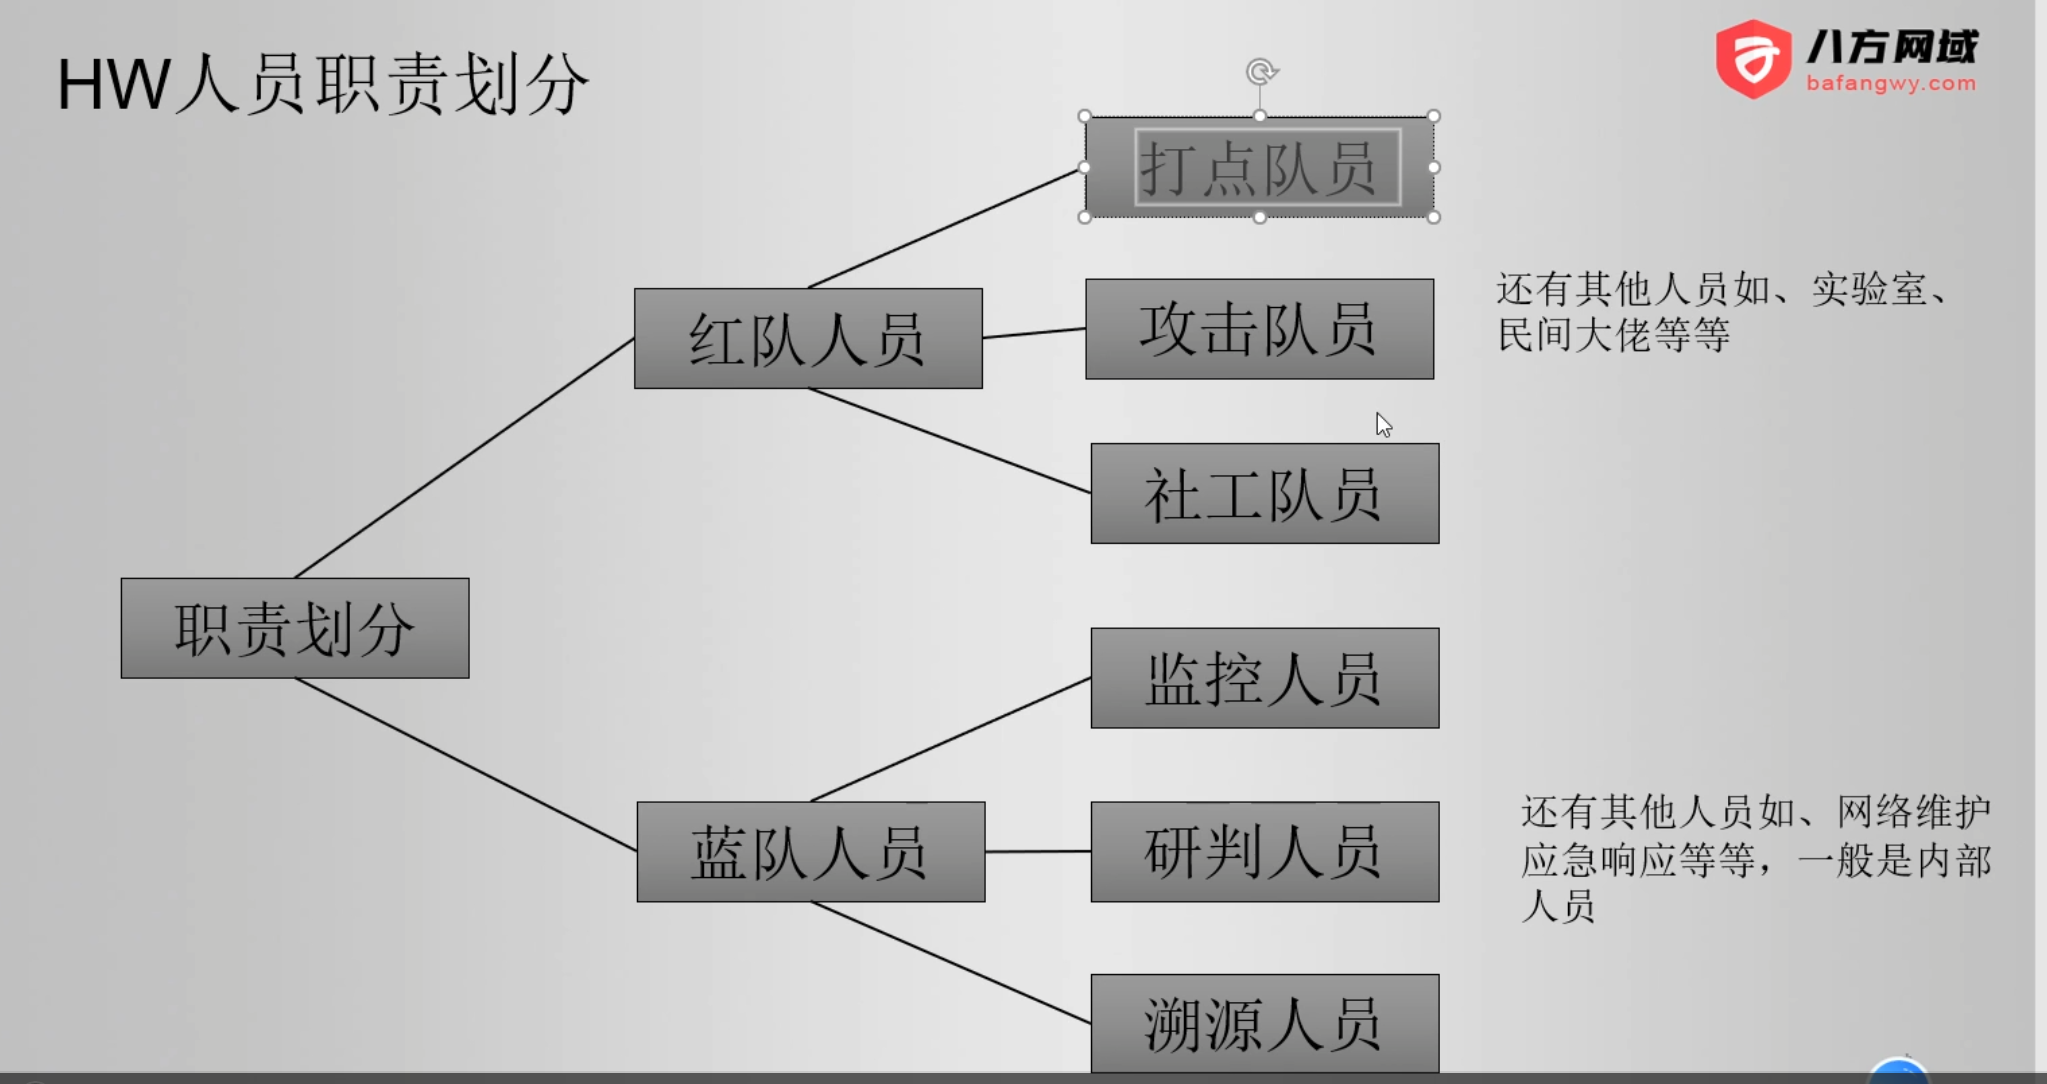 HW人员职责划分
八方网域
bafangwy.com
打点队员
红队人员
攻击队员
还有其他人员如、实验室、
民间大佬等等
社工队员
职责划分
监控人员
蓝队人员
研判人员
还有其他人员如、网络维护
应急响应等等，一般是内部
人员
溯源人员